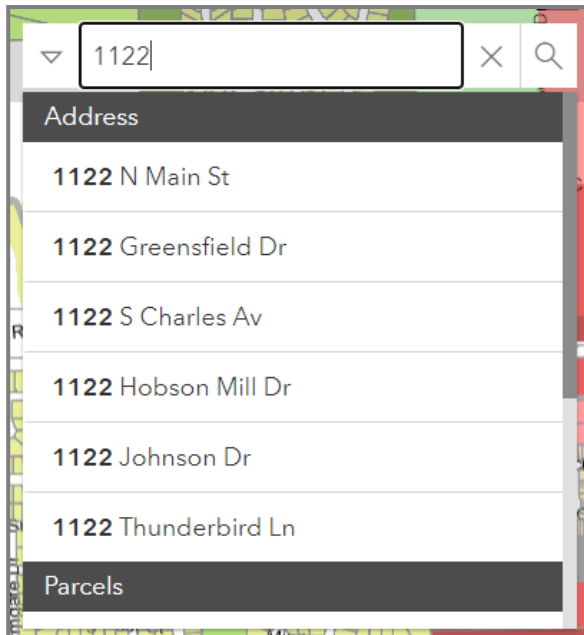 1122
Address
1122 N Main St
1122 Greensfield Dr
1122 S Charles Av
1122 Hobson Mill Dr
1122 Johnson Dr
1122 Thunderbird Ln
Parcels